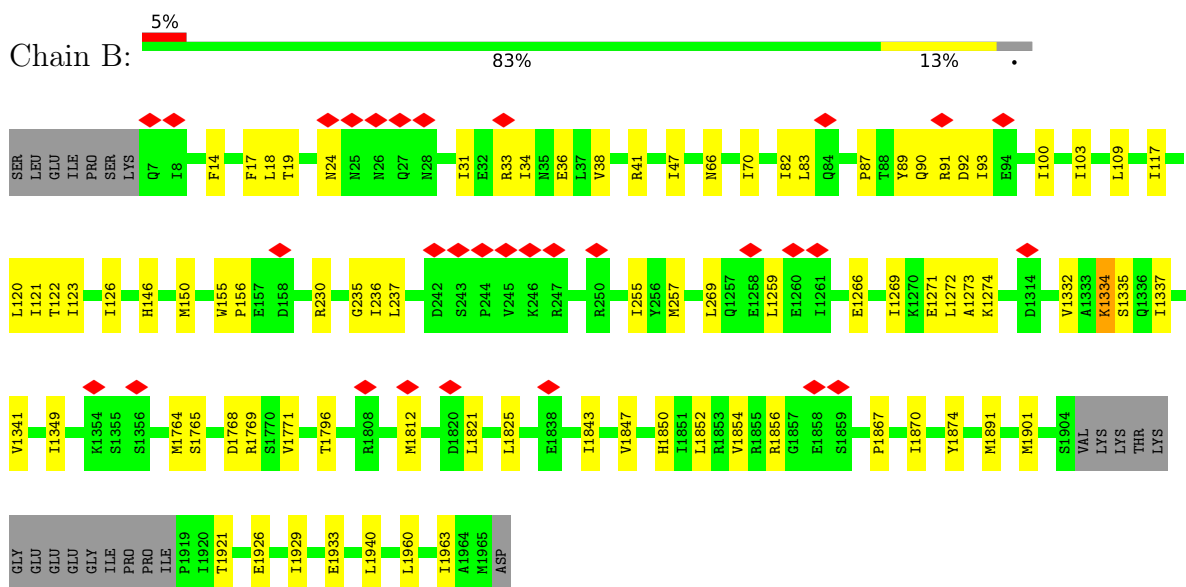 5%
Chain B:
83% 13% •
SER LEU GLU ILE PRO SER LYS Q7 I8 F14 F17 L18 T19 N24 N25 N26 Q27 N28 I31 E32 R33 I34 N35 E36 L37 V38 R41 I47 N66 I70 I82 L83 Q84 P87 T88 Y89 Q90 R91 D92 I93 E94 I100 I103 L109 I117
L120 I121 T122 I123 I126 H146 M150 W155 P156 E157 D158 R230 G235 I236 L237 D242 S243 P244 V245 K246 R247 R250 I255 Y256 M257 L269 Q1257 E1258 L1259 E1260 I1261 E1266 I1269 K1270 E1271 L1272 A1273 K1274 D1314 V1332 A1333 K1334 S1335 Q1336 I1337
V1341 I1349 K1354 S1355 S1356 M1764 S1765 D1768 R1769 S1770 V1771 T1796 R1808 M1812 D1820 L1821 L1825 E1838 I1843 V1847 H1850 I1851 L1852 R1853 V1854 R1855 R1856 G1857 E1858 S1859 P1867 I1870 Y1874 M1891 M1901 S1904 VAL LYS LYS THR LYS
GLY GLU GLU GLU GLY ILE PRO PRO ILE P1919 I1920 T1921 E1926 I1929 E1933 L1940 L1960 I1963 A1964 M1965 ASP